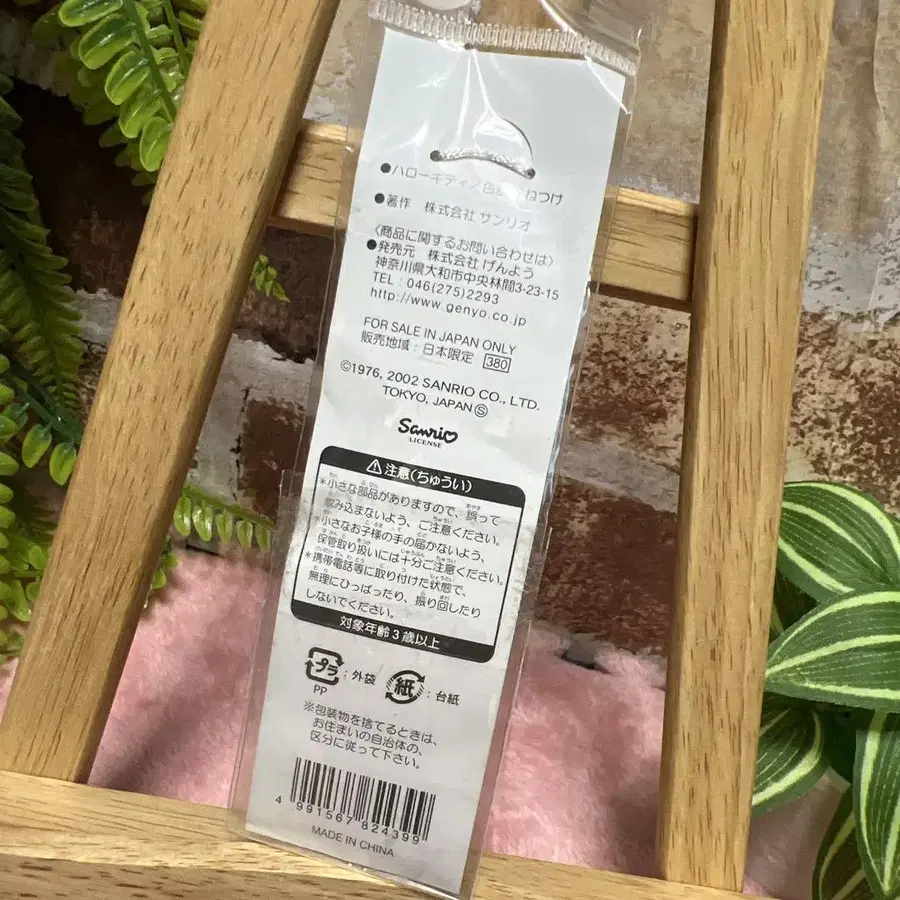 ●ハローキティ／ ねつけ
●著作 株式会社 サンリオ
〈商品に関するお問い合わせは〉
●発売元 株式会社 げんよう
神奈川県大和市中央林間3-23-15
TEL : 046(275)2293
http://www.genyo.co.jp
FOR SALE IN JAPAN ONLY
販売地域：日本限定 380
©1976, 2002 SANRIO CO., LTD.
TOKYO, JAPAN Ⓢ
Sanrio
LICENSE
⚠注意(ちゅうい)
＊小さな部品がありますので、誤って
飲み込まないよう、ご注意ください。
＊小さなお子様の手の届かないよう、
保管取り扱いには十分ご注意ください。
＊携帯電話等に取り付けた状態で、
無理にひっぱったり、振り回したり
しないでください。
対象年齢3歳以上
プラ：外袋 紙：台紙
PP
※包装物を捨てるときは、
お住まいの自治体の、
区分に従って下さい。
4 991567 824399
MADE IN CHINA